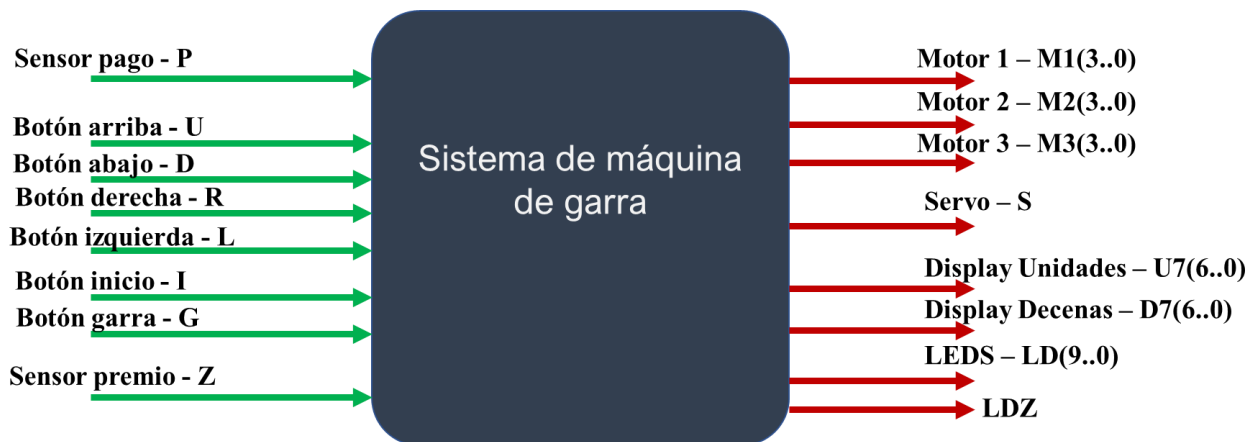 Sensor pago - P
Botón arriba - U
Botón abajo - D
Botón derecha - R
Botón izquierda - L
Botón inicio - I
Botón garra - G
Sensor premio - Z
Sistema de máquina
de garra
Motor 1 – M1(3..0)
Motor 2 – M2(3..0)
Motor 3 – M3(3..0)
Servo – S
Display Unidades – U7(6..0)
Display Decenas – D7(6..0)
LEDS – LD(9..0)
LDZ